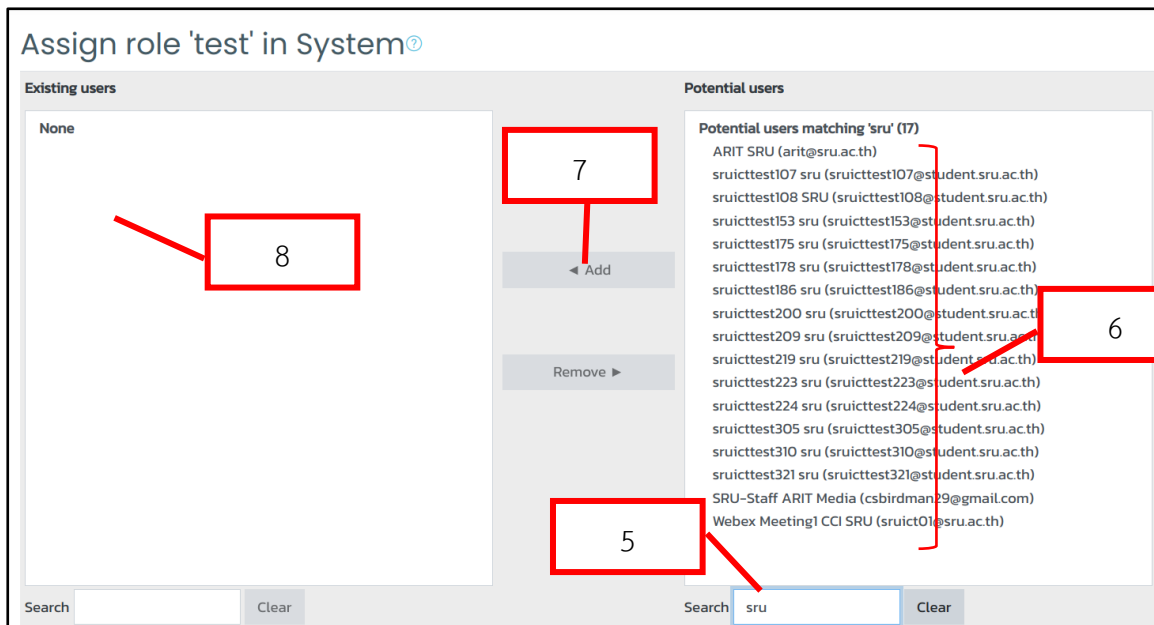 Assign role 'test' in System?
Existing users
Potential users
None
Potential users matching 'sru' (17)
ARIT SRU (arit@sru.ac.th)
sruicttest107 sru (sruicttest107@student.sru.ac.th)
sruicttest108 SRU (sruicttest108@student.sru.ac.th)
sruicttest153 sru (sruicttest153@student.sru.ac.th)
sruicttest175 sru (sruicttest175@student.sru.ac.th)
sruicttest178 sru (sruicttest178@student.sru.ac.th)
sruicttest186 sru (sruicttest186@student.sru.ac.th)
sruicttest200 sru (sruicttest200@student.sru.ac.t
sruicttest209 sru (sruicttest209@student.sru.ac.t
sruicttest219 sru (sruicttest219@student.sru.ac.th)
sruicttest223 sru (sruicttest223@student.sru.ac.th)
sruicttest224 sru (sruicttest224@student.sru.ac.th)
sruicttest305 sru (sruicttest305@student.sru.ac.th)
sruicttest310 sru (sruicttest310@student.sru.ac.th)
sruicttest321 sru (sruicttest321@student.sru.ac.th)
SRU-Staff ARIT Media (csbirdman29@gmail.com)
Webex Meeting1 CCI SRU (sruict01@sru.ac.th)
7
8
◄ Add
6
Remove ►
5
Search
Clear
Search sru
Clear